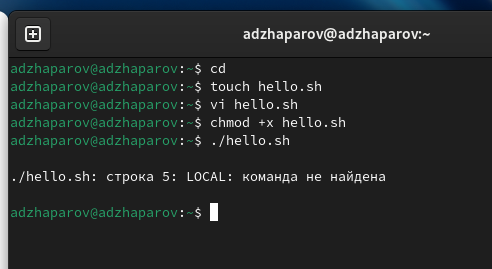 adzhaparov@adzhaparov:~
adzhaparov@adzhaparov:~$ cd
adzhaparov@adzhaparov:~$ touch hello.sh
adzhaparov@adzhaparov:~$ vi hello.sh
adzhaparov@adzhaparov:~$ chmod +x hello.sh
adzhaparov@adzhaparov:~$ ./hello.sh
./hello.sh: строка 5: LOCAL: команда не найдена
adzhaparov@adzhaparov:~$